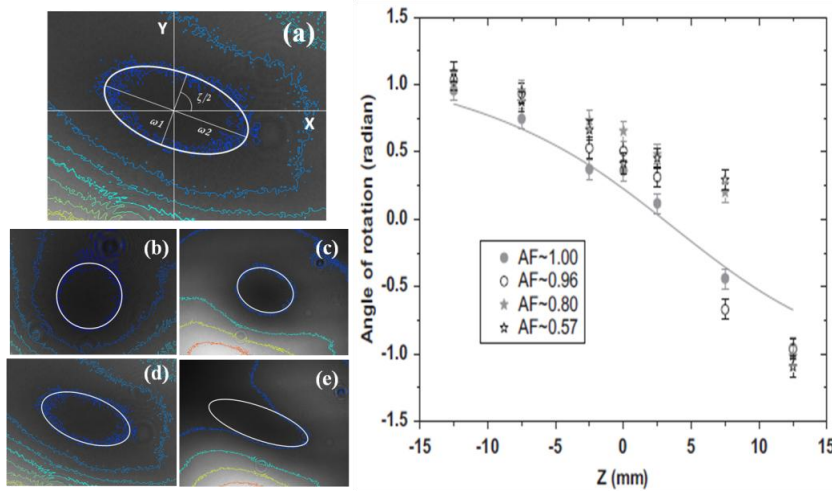 (a)
Y
X
ζ/2
ω1
ω2
(b)
(c)
(d)
(e)
Angle of rotation (radian)
1.5
1.0
0.5
0.0
-0.5
-1.0
-1.5
AF~1.00
AF~0.96
AF~0.80
AF~0.57
-15 -10 -5 0 5 10 15
Z (mm)